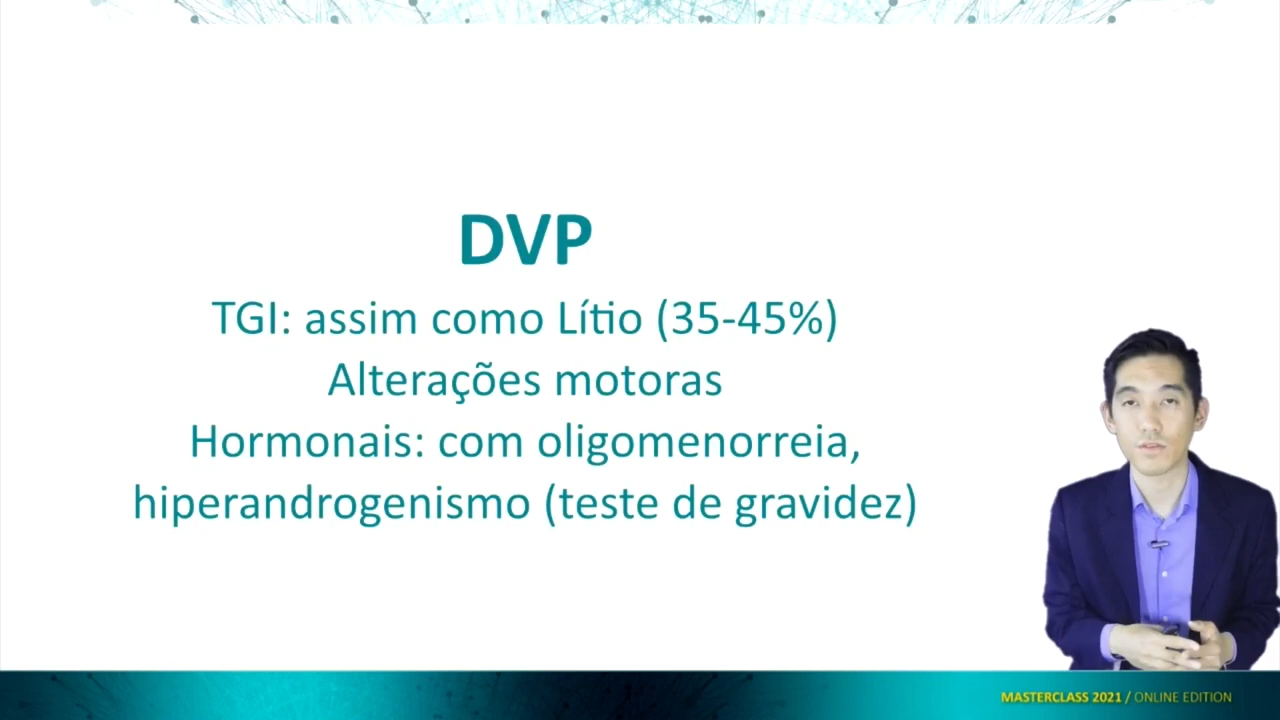 DVP
TGI: assim como Lítio (35-45%)
Alterações motoras
Hormonais: com oligomenorreia,
hiperandrogenismo (teste de gravidez)
MASTERCLASS 2021 / ONLINE EDITION